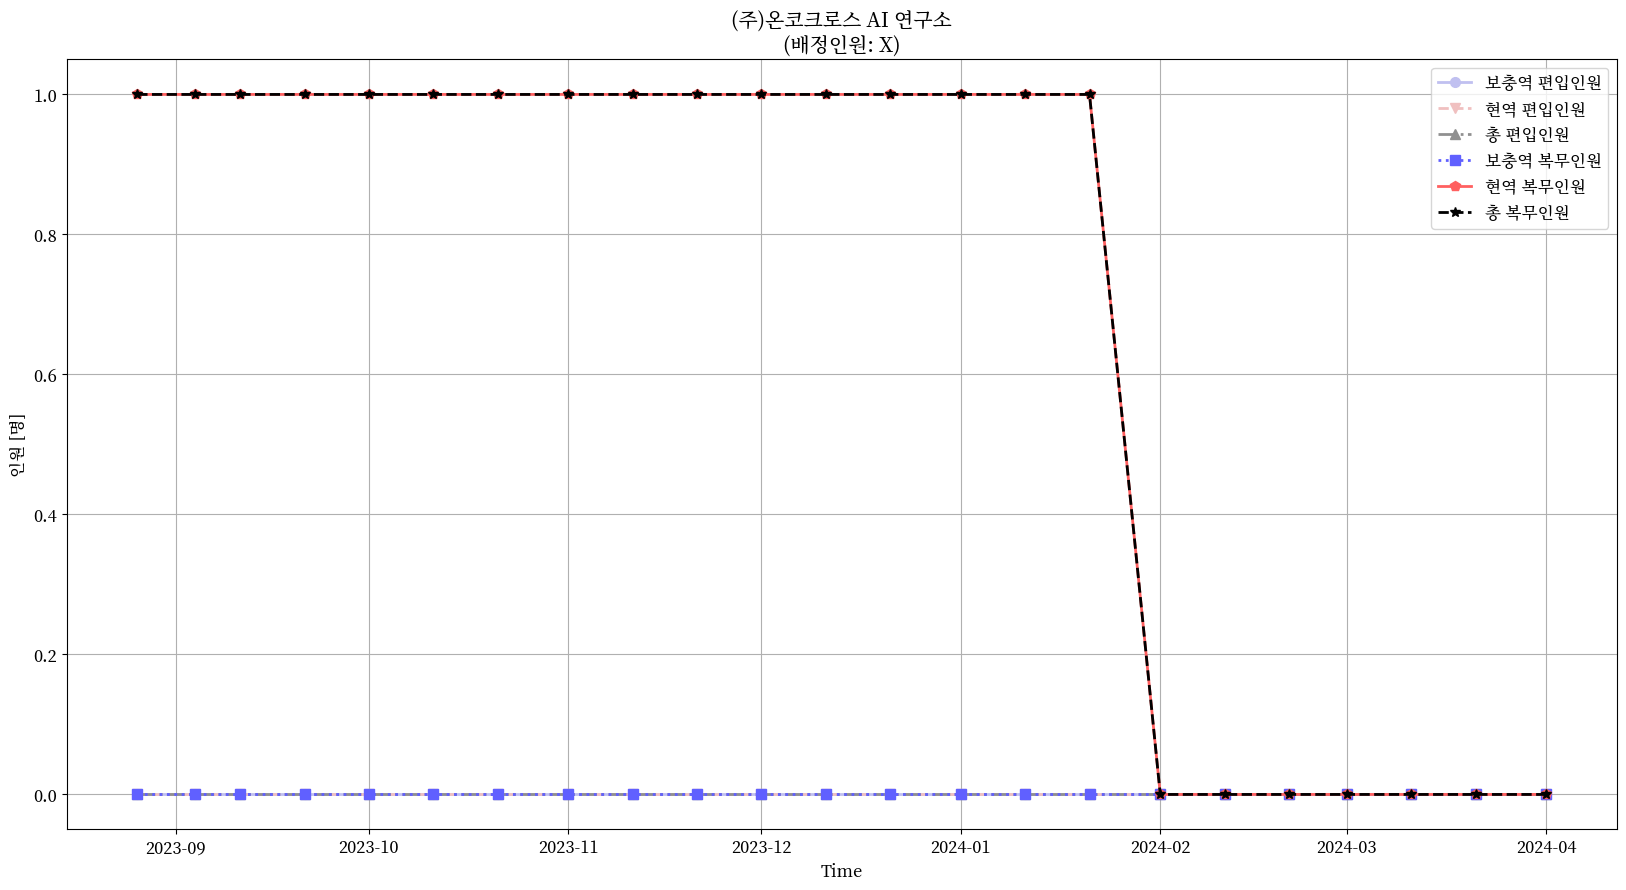 (주)온코크로스 AI 연구소
(배정인원: X)
보충역 편입인원
현역 편입인원
총 편입인원
보충역 복무인원
현역 복무인원
총 복무인원
인원 [명]
1.0
0.8
0.6
0.4
0.2
0.0
2023-09
2023-10
2023-11
2023-12
2024-01
2024-02
2024-03
2024-04
Time